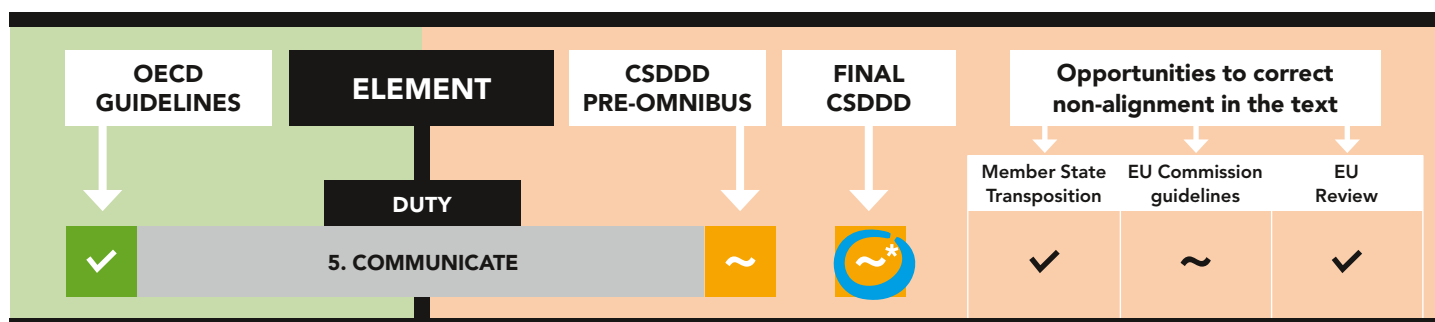 OECD
GUIDELINES
ELEMENT
CSDDD
PRE-OMNIBUS
FINAL
CSDDD
Opportunities to correct
non-alignment in the text
Member State
Transposition
EU Commission
guidelines
EU
Review
DUTY
✓
5. COMMUNICATE
~
~*
✓
~
✓